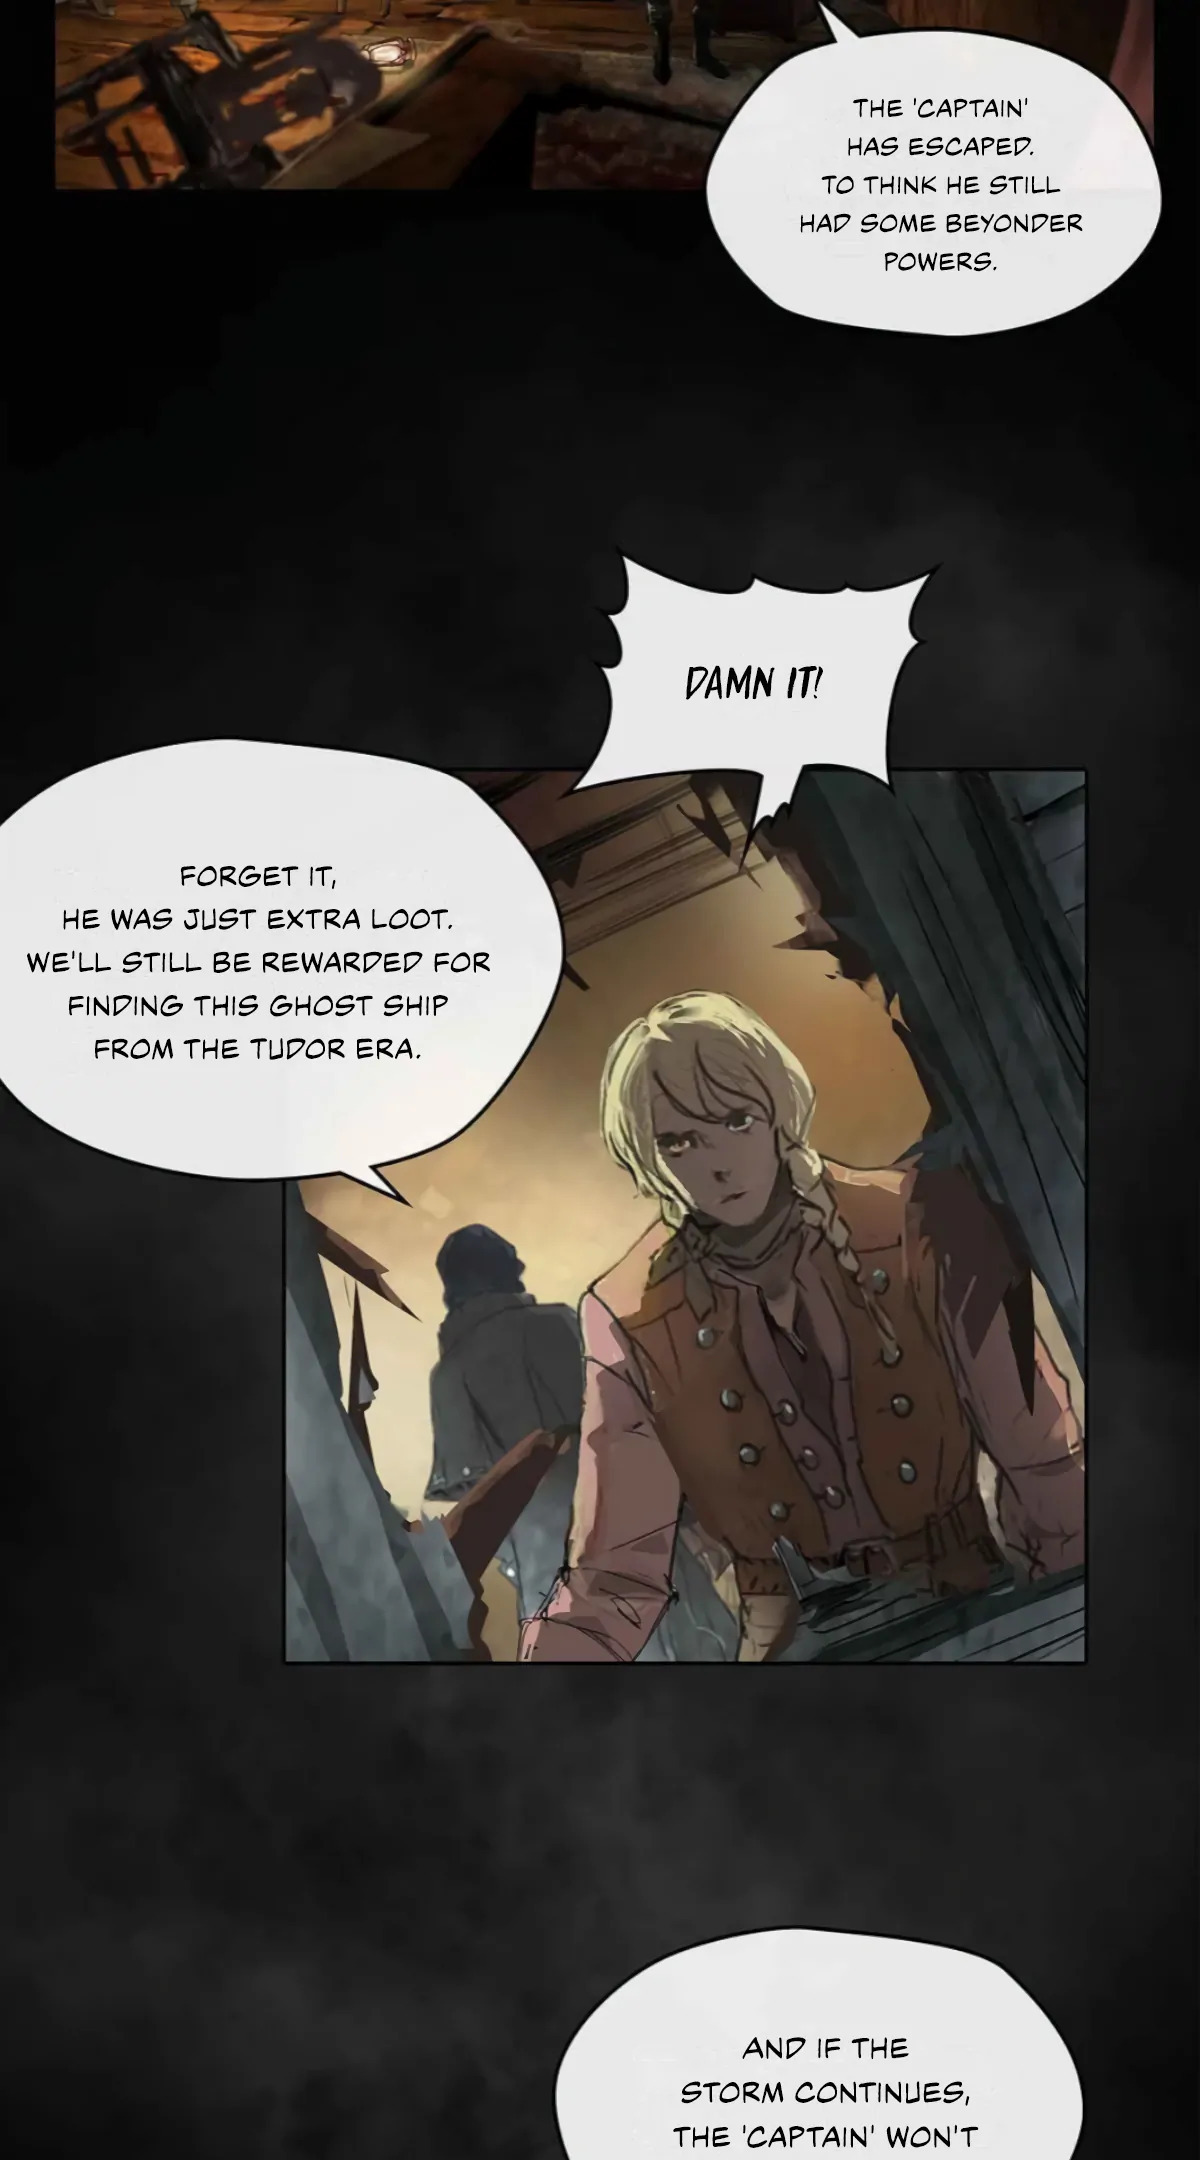 THE 'CAPTAIN'
HAS ESCAPED.
TO THINK HE STILL
HAD SOME BEYONDER
POWERS.
DAMN IT!
FORGET IT,
HE WAS JUST EXTRA LOOT.
WE'LL STILL BE REWARDED FOR
FINDING THIS GHOST SHIP
FROM THE TUDOR ERA.
AND IF THE
STORM CONTINUES,
THE 'CAPTAIN' WON'T